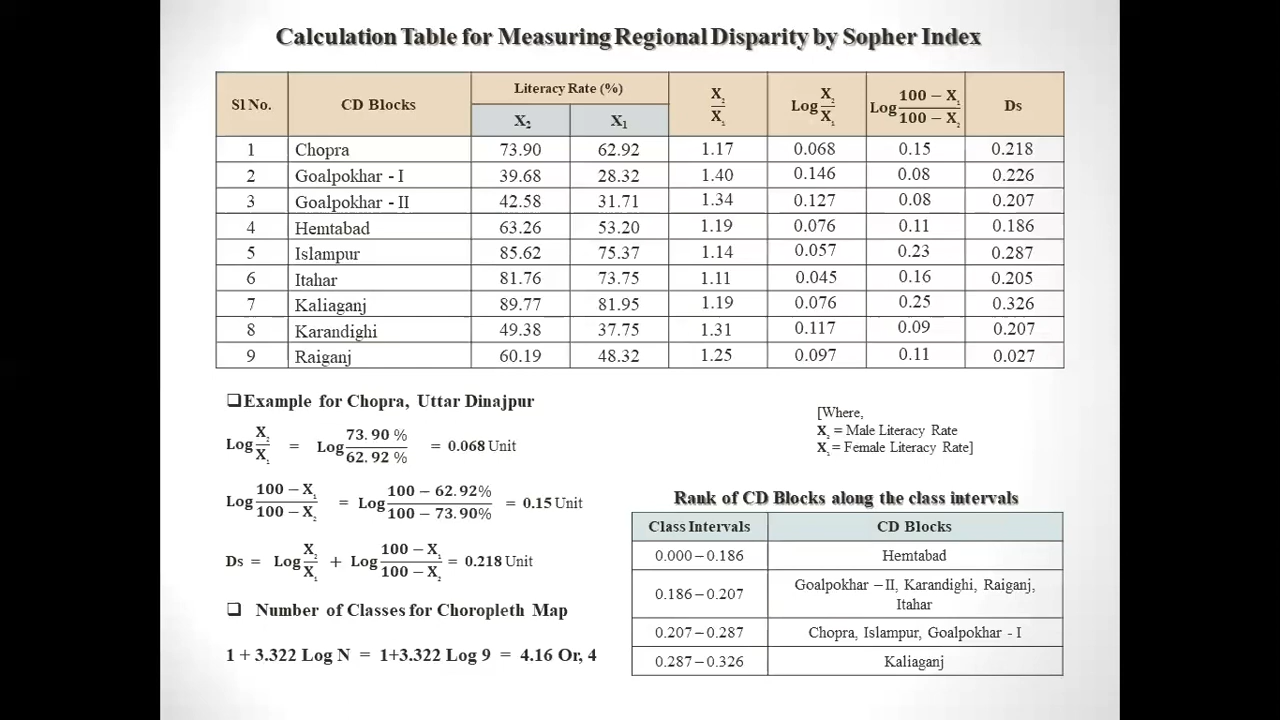 Calculation Table for Measuring Regional Disparity by Sopher Index
Sl No. CD Blocks Literacy Rate (%) X₂/X₁ Log X₂/X₁ Log (100 − X₁)/(100 − X₂) Ds
X₂ X₁
1 Chopra 73.90 62.92 1.17 0.068 0.15 0.218
2 Goalpokhar - I 39.68 28.32 1.40 0.146 0.08 0.226
3 Goalpokhar - II 42.58 31.71 1.34 0.127 0.08 0.207
4 Hemtabad 63.26 53.20 1.19 0.076 0.11 0.186
5 Islampur 85.62 75.37 1.14 0.057 0.23 0.287
6 Itahar 81.76 73.75 1.11 0.045 0.16 0.205
7 Kaliaganj 89.77 81.95 1.19 0.076 0.25 0.326
8 Karandighi 49.38 37.75 1.31 0.117 0.09 0.207
9 Raiganj 60.19 48.32 1.25 0.097 0.11 0.027
❑Example for Chopra, Uttar Dinajpur
Log X₂/X₁ = Log 73.90 %/62.92 % = 0.068 Unit
Log (100 − X₁)/(100 − X₂) = Log (100 − 62.92%)/(100 − 73.90%) = 0.15 Unit
Ds = Log X₂/X₁ + Log (100 − X₁)/(100 − X₂) = 0.218 Unit
❑ Number of Classes for Choropleth Map
1 + 3.322 Log N = 1+3.322 Log 9 = 4.16 Or, 4
[Where,
X₂ = Male Literacy Rate
X₁ = Female Literacy Rate]
Rank of CD Blocks along the class intervals
Class Intervals CD Blocks
0.000 – 0.186 Hemtabad
0.186 – 0.207 Goalpokhar – II, Karandighi, Raiganj,
Itahar
0.207 – 0.287 Chopra, Islampur, Goalpokhar - I
0.287 – 0.326 Kaliaganj